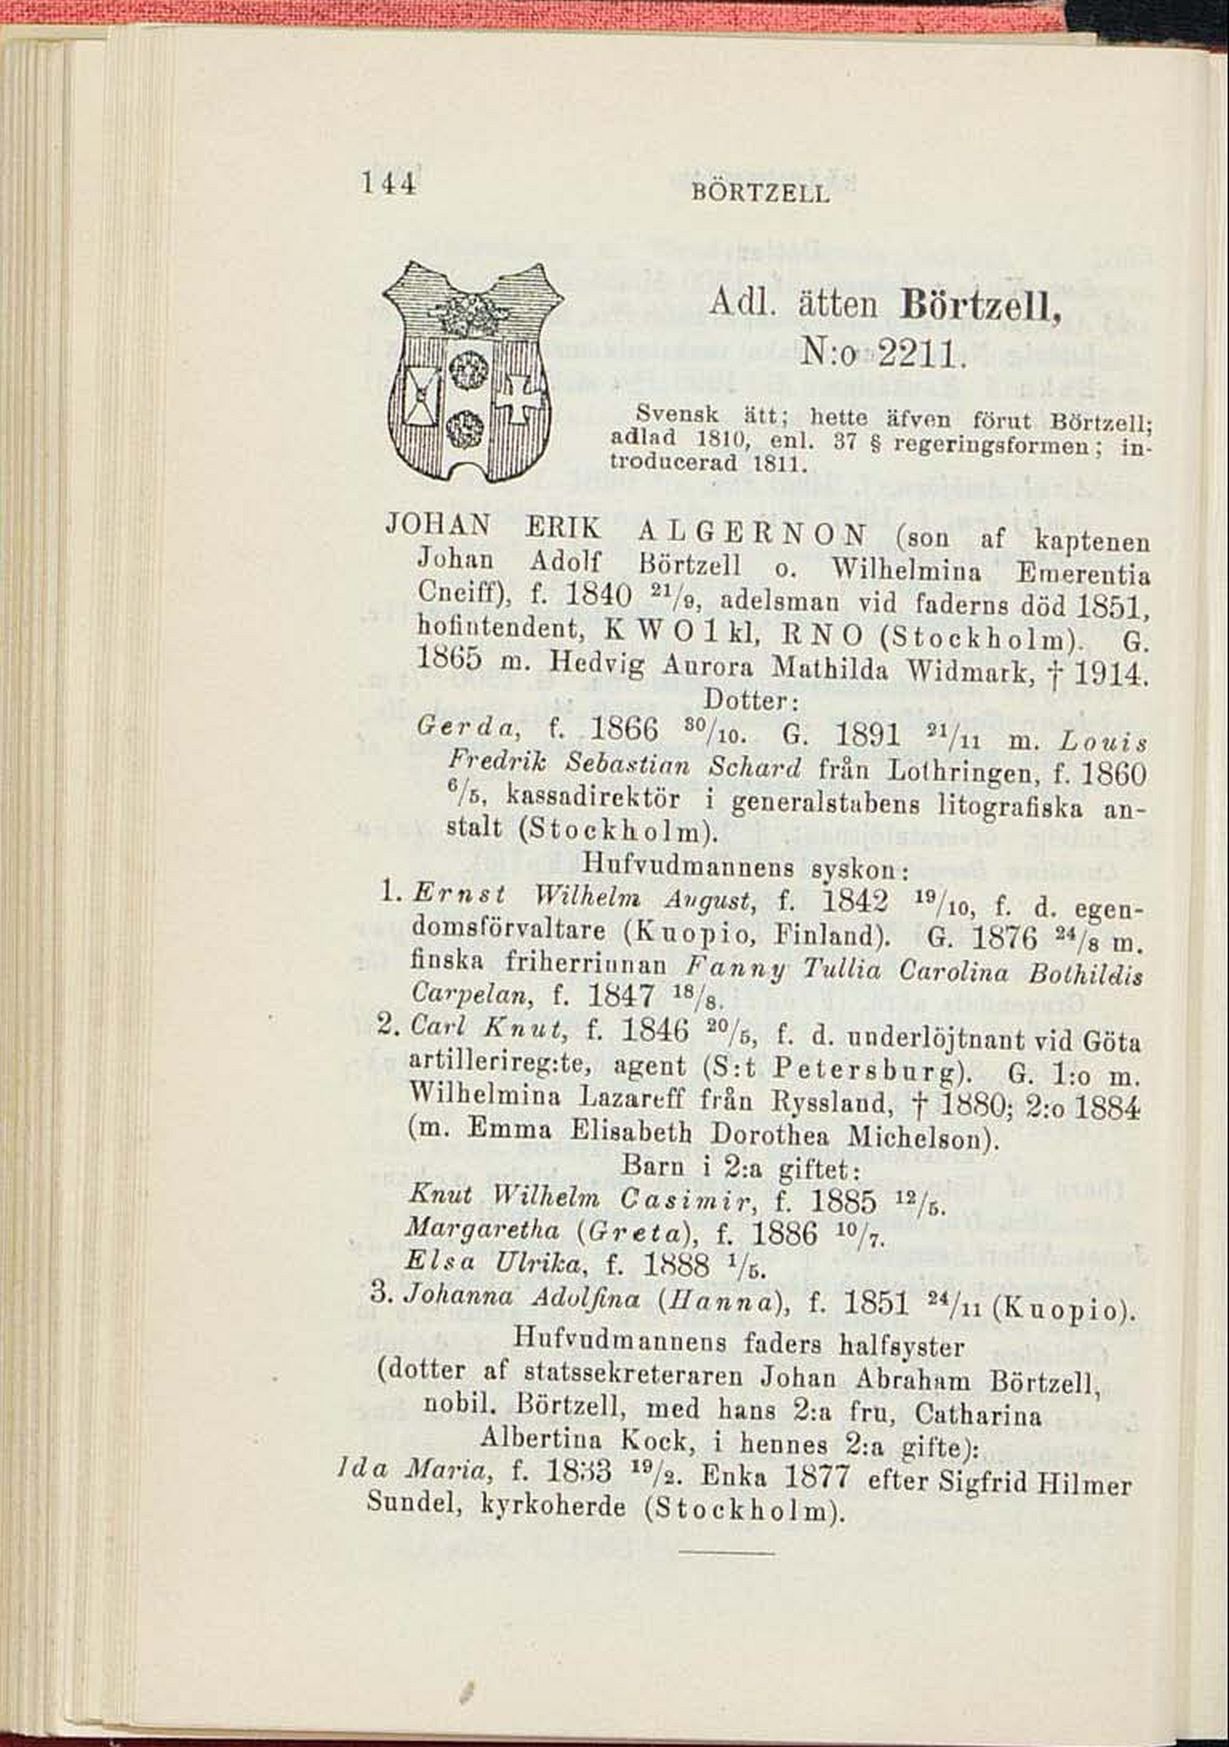 144
BÖRTZELL
Adl. ätten Börtzell,
N:o 2211.
Svensk ätt; hette äfven förut Börtzell;
adlad 1810, enl. 37 § regeringsformen; in-
troducerad 1811.
JOHAN ERIK ALGERNON (son af kaptenen
Johan Adolf Börtzell o. Wilhelmina Emerentia
Cneiff), f. 1840 21/9, adelsman vid faderns död 1851,
hofintendent, KWO1kl, RNO (Stockholm). G.
1865 m. Hedvig Aurora Mathilda Widmark, † 1914.
Dotter:
Gerda, f. 1866 30/10. G. 1891 21/11 m. Louis
Fredrik Sebastian Schard från Lothringen, f. 1860
6/5, kassadirektör i generalstabens litografiska an-
stalt (Stockholm).
Hufvudmannens syskon:
1. Ernst Wilhelm August, f. 1842 19/10, f. d. egen-
domsförvaltare (Kuopio, Finland). G. 1876 24/8 m.
finska friherrinnan Fanny Tullia Carolina Bothildis
Carpelan, f. 1847 18/8.
2. Carl Knut, f. 1846 20/5, f. d. underlöjtnant vid Göta
artillerireg:te, agent (S:t Petersburg). G. 1:o m.
Wilhelmina Lazareff från Ryssland, † 1880; 2:o 1884
(m. Emma Elisabeth Dorothea Michelson).
Barn i 2:a giftet:
Knut Wilhelm Casimir, f. 1885 12/5.
Margaretha (Greta), f. 1886 10/7.
Elsa Ulrika, f. 1888 1/5.
3. Johanna Adolfina (Hanna), f. 1851 24/11 (Kuopio).
Hufvudmannens faders halfsyster
(dotter af statssekreteraren Johan Abraham Börtzell,
nobil. Börtzell, med hans 2:a fru, Catharina
Albertina Kock, i hennes 2:a gifte):
Ida Maria, f. 1833 19/2. Enka 1877 efter Sigfrid Hilmer
Sundel, kyrkoherde (Stockholm).